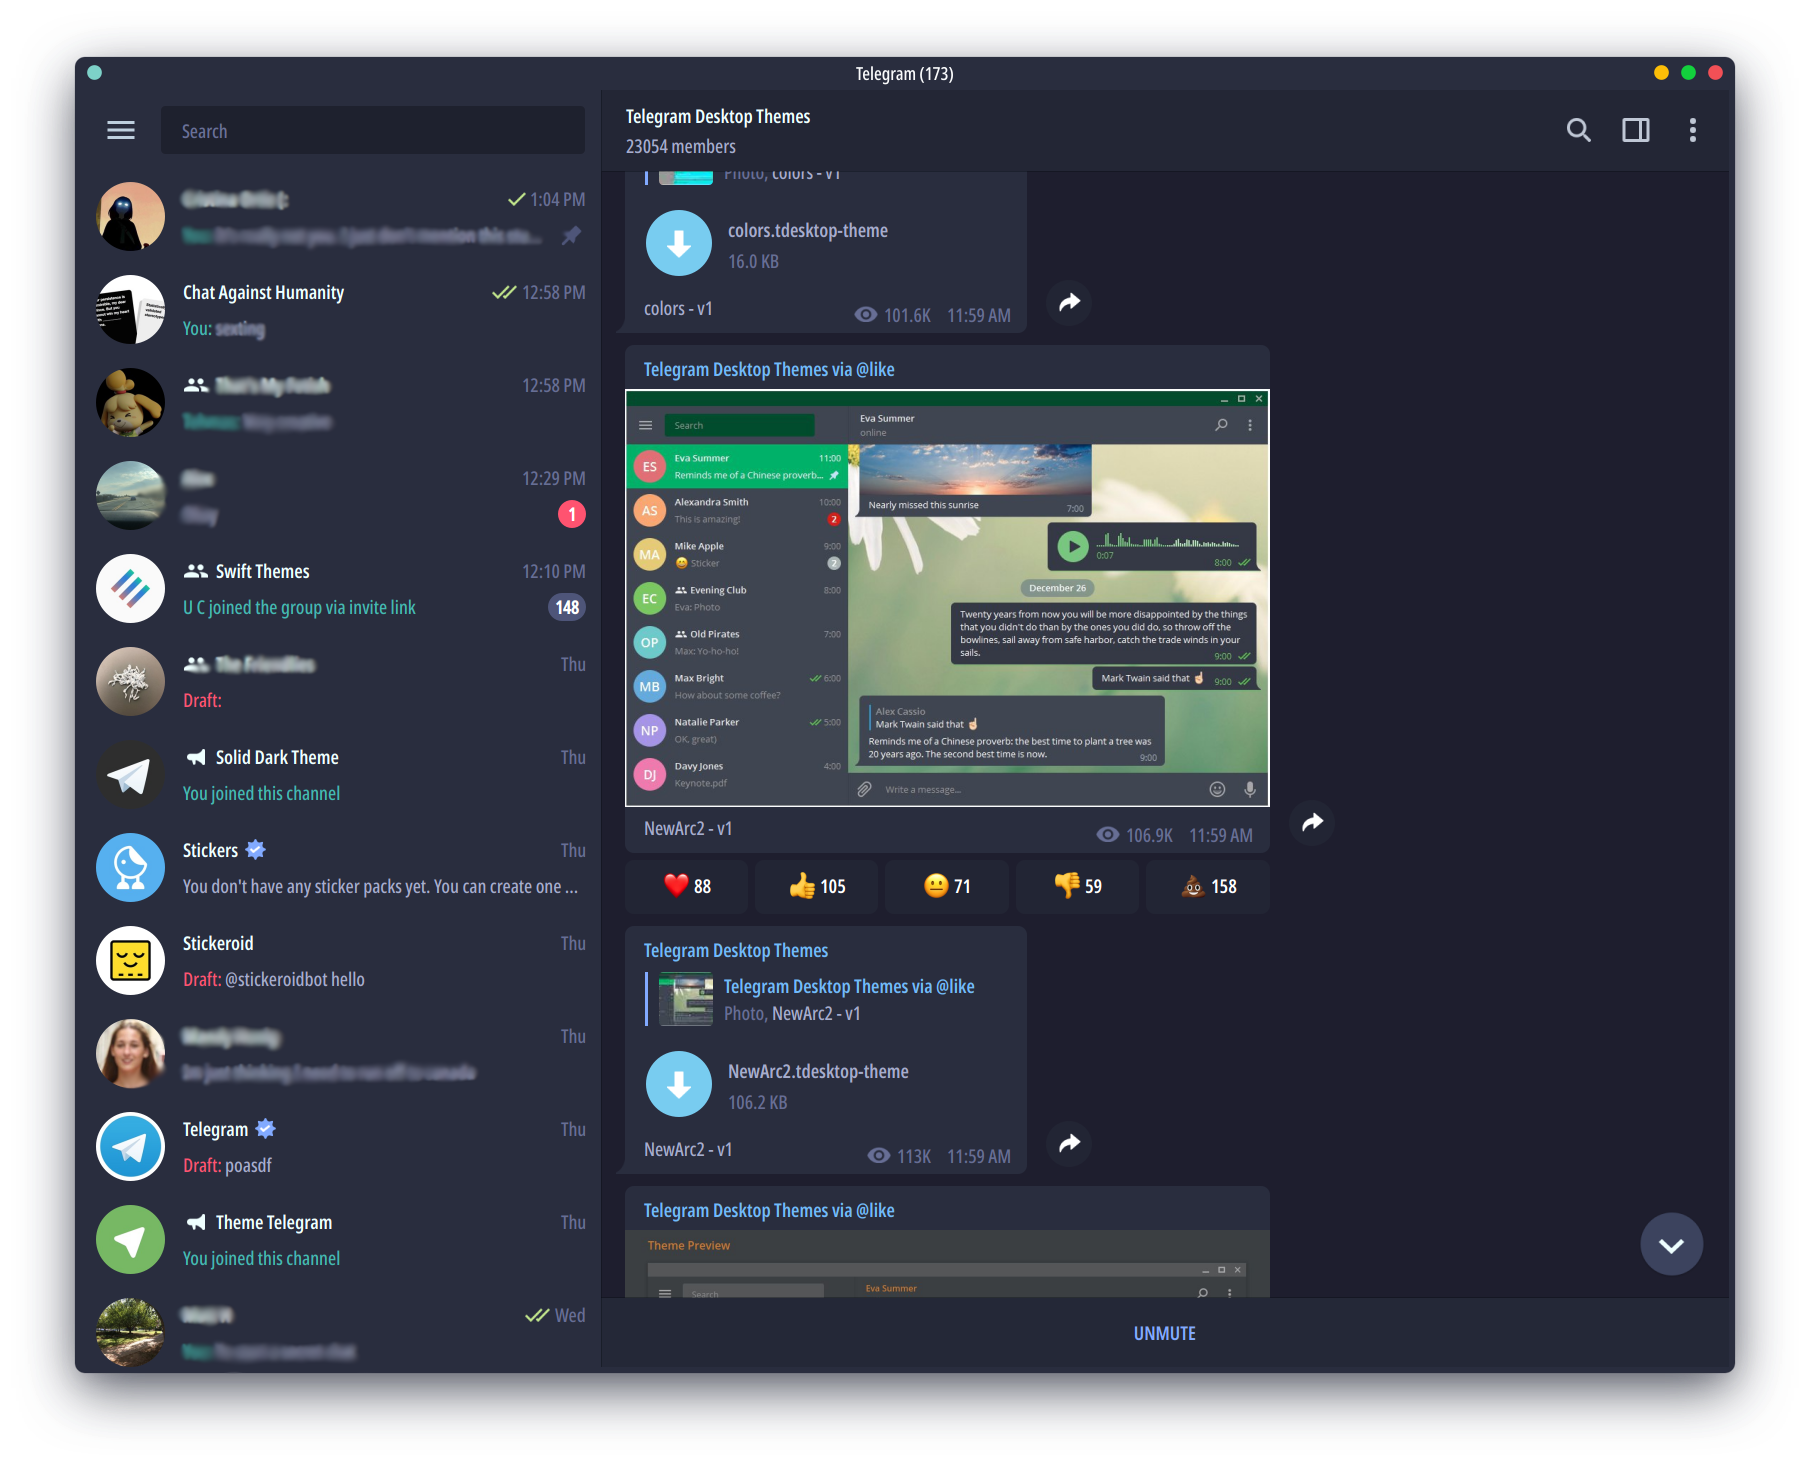 Telegram (173)
Search
1:04 PM
Chat Against Humanity
12:58 PM
You:
12:58 PM
12:29 PM
1
Swift Themes
12:10 PM
U C joined the group via invite link
148
Thu
Draft:
Solid Dark Theme
Thu
You joined this channel
Stickers
Thu
You don't have any sticker packs yet. You can create one ...
Stickeroid
Thu
Draft: @stickeroidbot hello
Thu
Telegram
Thu
Draft: poasdf
Theme Telegram
Thu
You joined this channel
Wed
Telegram Desktop Themes
23054 members
Photo, colors - v1
colors.tdesktop-theme
16.0 KB
colors - v1
101.6K 11:59 AM
Telegram Desktop Themes via @like
Search
Eva Summer
online
Eva Summer
11:00
Reminds me of a Chinese proverb...
Alexandra Smith
10:00
This is amazing!
2
Mike Apple
9:00
Sticker
2
Evening Club
8:00
Eva: Photo
Old Pirates
7:00
Max: Yo-ho-ho!
Max Bright
6:00
How about some coffee?
Natalie Parker
5:00
OK, great)
Davy Jones
4:00
Keynote.pdf
ES
AS
MA
EC
OP
MB
NP
DJ
Nearly missed this sunrise
7:00
0:07
8:00
December 26
Twenty years from now you will be more disappointed by the things
that you didn't do than by the ones you did do, so throw off the
bowlines, sail away from safe harbor, catch the trade winds in your
sails.
9:00
Mark Twain said that ☝
9:00
Alex Cassio
Mark Twain said that ☝
Reminds me of a Chinese proverb: the best time to plant a tree was
20 years ago. The second best time is now.
9:00
Write a message...
NewArc2 - v1
106.9K 11:59 AM
❤️ 88
👍 105
😐 71
👎 59
💩 158
Telegram Desktop Themes
Telegram Desktop Themes via @like
Photo, NewArc2 - v1
NewArc2.tdesktop-theme
106.2 KB
NewArc2 - v1
113K 11:59 AM
Telegram Desktop Themes via @like
Theme Preview
Search
Eva Summer
UNMUTE